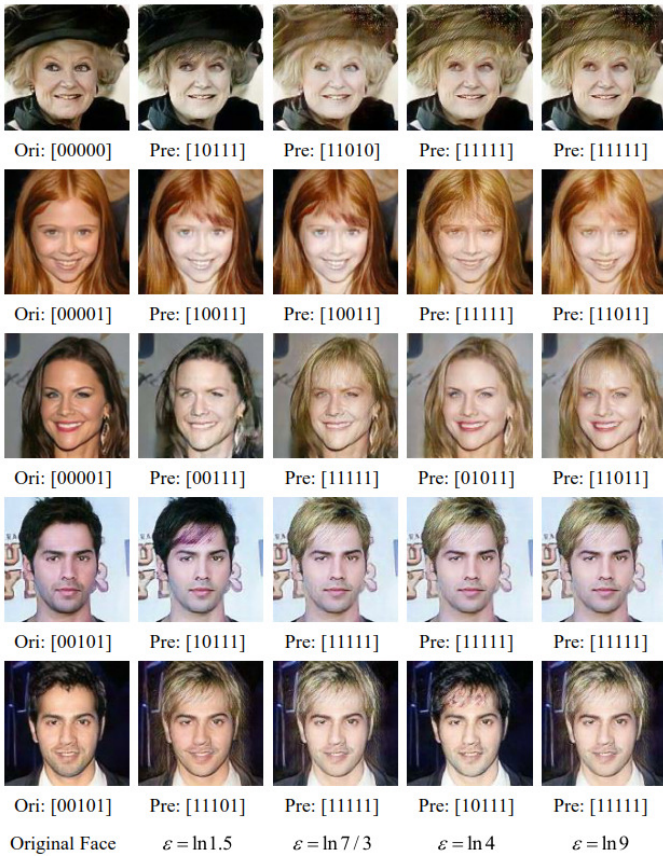 Ori: [00000] Pre: [10111] Pre: [11010] Pre: [11111] Pre: [11111]
Ori: [00001] Pre: [10011] Pre: [10011] Pre: [11111] Pre: [11011]
Ori: [00001] Pre: [00111] Pre: [11111] Pre: [01011] Pre: [11011]
Ori: [00101] Pre: [10111] Pre: [11111] Pre: [11111] Pre: [11111]
Ori: [00101] Pre: [11101] Pre: [11111] Pre: [10111] Pre: [11111]
Original Face ε = ln1.5 ε = ln 7 / 3 ε = ln 4 ε = ln 9